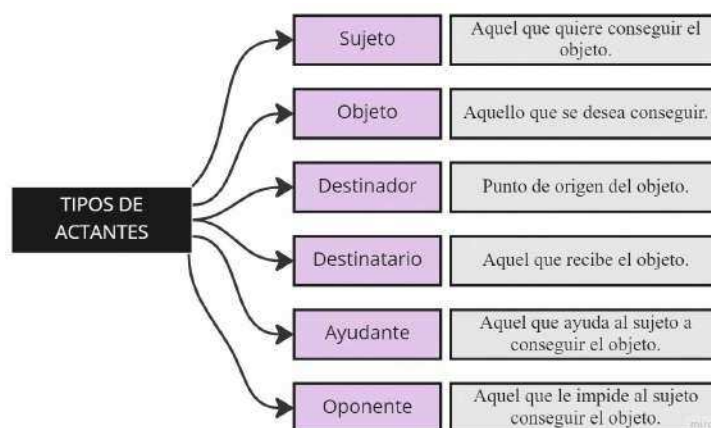 TIPOS DE
ACTANTES
Sujeto
Aquel que quiere conseguir el
objeto.
Objeto
Aquello que se desea conseguir.
Destinador
Punto de origen del objeto.
Destinatario
Aquel que recibe el objeto.
Ayudante
Aquel que ayuda al sujeto a
conseguir el objeto.
Oponente
Aquel que le impide al sujeto
conseguir el objeto.
miro